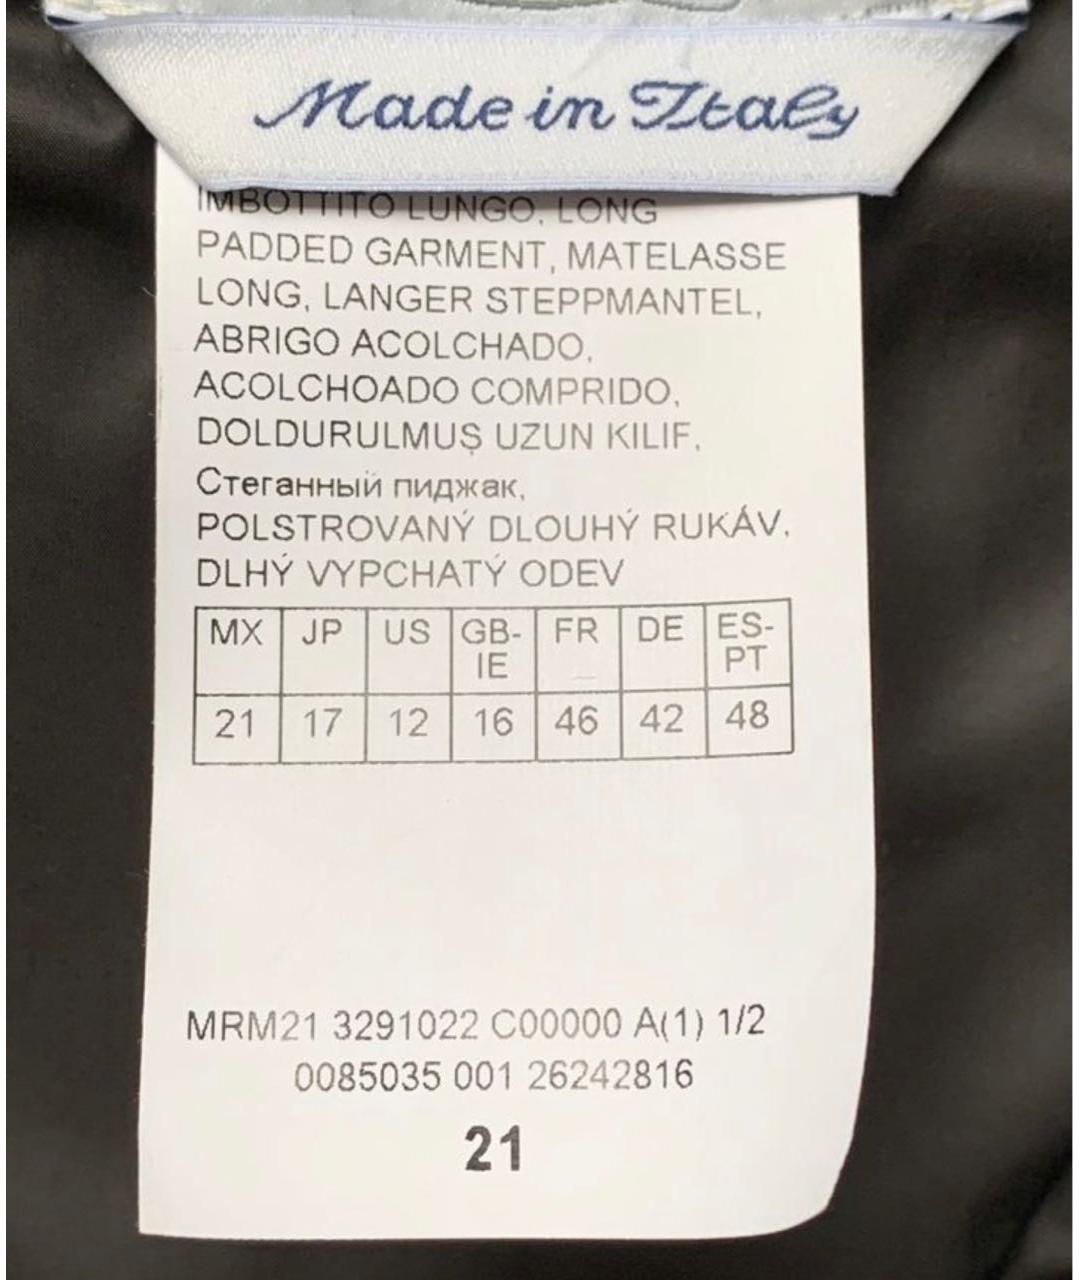 Made in Italy
IMBOTTITO LUNGO, LONG
PADDED GARMENT, MATELASSE
LONG, LANGER STEPPMANTEL,
ABRIGO ACOLCHADO,
ACOLCHOADO COMPRIDO,
DOLDURULMUŞ UZUN KILIF,
Стеганный пиджак,
POLSTROVANÝ DLOUHÝ RUKÁV,
DLHÝ VYPCHATÝ ODEV
MX JP US GB- FR DE ES-
IE PT
21 17 12 16 46 42 48
MRM21 3291022 C00000 A(1) 1/2
0085035 001 26242816
21